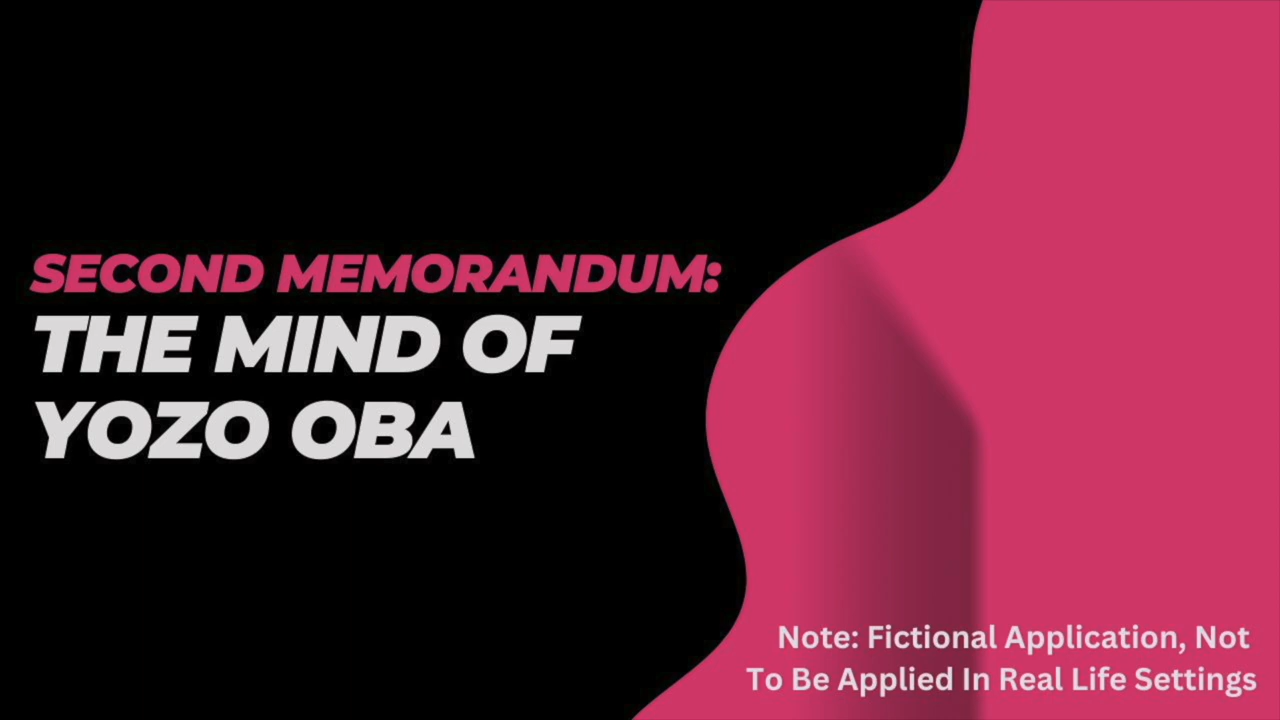 SECOND MEMORANDUM:
THE MIND OF
YOZO OBA
Note: Fictional Application, Not
To Be Applied In Real Life Settings